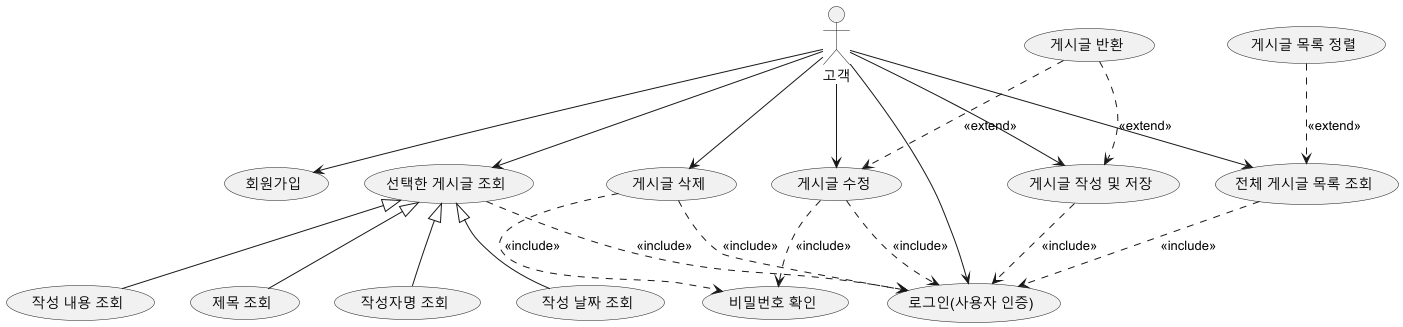 고객
게시글 반환
게시글 목록 정렬
«extend»
«extend»
«extend»
회원가입
선택한 게시글 조회
게시글 삭제
게시글 수정
게시글 작성 및 저장
전체 게시글 목록 조회
«include»
«include»
«include»
«include»
«include»
«include»
«include»
작성 내용 조회
제목 조회
작성자명 조회
작성 날짜 조회
비밀번호 확인
로그인(사용자 인증)